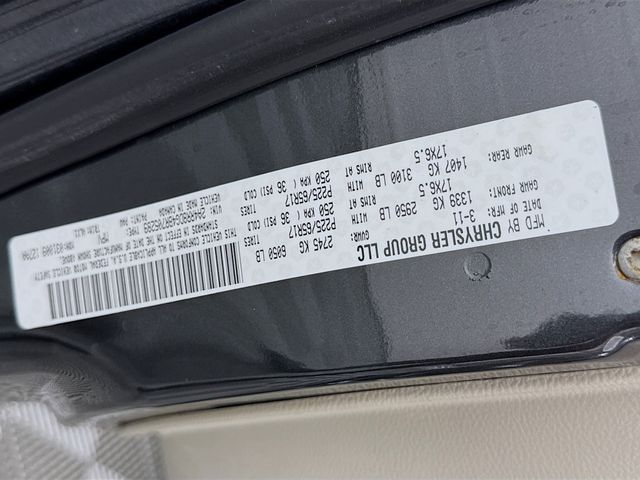 MFD BY CHRYSLER GROUP LLC
DATE OF MFR: 3-11 GVWR: 2745 KG 6050 LB
GAWR FRONT: 1339 KG 2950 LB
WITH P225/65R17 TIRES
17X6.5 RIMS AT 250 KPA ( 36 PSI) COLD
GAWR REAR: 1407 KG 3100 LB
WITH P225/65R17 TIRES
17X6.5 RIMS AT 250 KPA ( 36 PSI) COLD
THIS VEHICLE CONFORMS TO ALL APPLICABLE U.S.A. FEDERAL MOTOR VEHICLE SAFETY
STANDARDS IN EFFECT ON THE DATE OF MANUFACTURE SHOWN ABOVE.
VIN: TYPE: MPV
VEHICLE MADE IN PAINT: TRIM: